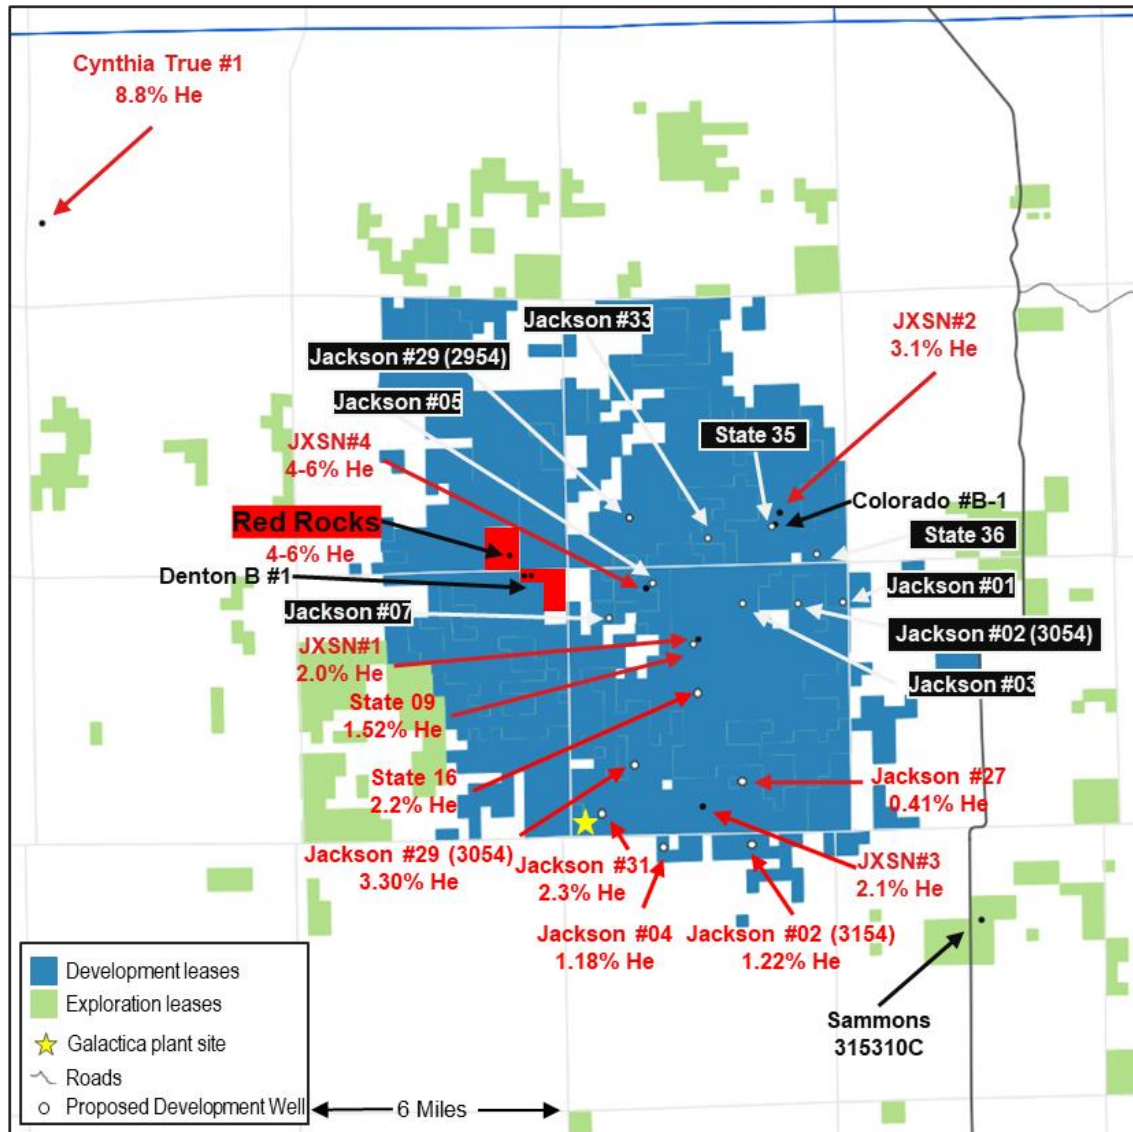 Cynthia True #1
8.8% He
Jackson #33
JXSN#2
3.1% He
Jackson #29 (2954)
Jackson #05
State 35
JXSN#4
4-6% He
Colorado #B-1
Red Rocks
4-6% He
State 36
Denton B #1
Jackson #01
Jackson #07
Jackson #02 (3054)
JXSN#1
2.0% He
Jackson #03
State 09
1.52% He
State 16
2.2% He
Jackson #27
0.41% He
Jackson #29 (3054)
3.30% He
Jackson #31
2.3% He
JXSN#3
2.1% He
Jackson #04
1.18% He
Jackson #02 (3154)
1.22% He
Sammons
315310C
Development leases
Exploration leases
Galactica plant site
Roads
Proposed Development Well
6 Miles